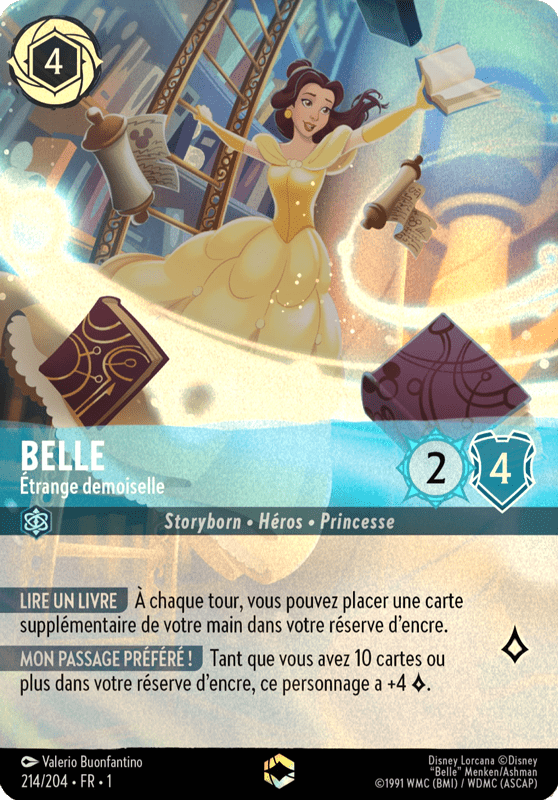 4
BELLE
Étrange demoiselle
2
4
Storyborn • Héros • Princesse
LIRE UN LIVRE À chaque tour, vous pouvez placer une carte
supplémentaire de votre main dans votre réserve d'encre.
MON PASSAGE PRÉFÉRÉ ! Tant que vous avez 10 cartes ou
plus dans votre réserve d'encre, ce personnage a +4 .
Valerio Buonfantino
214/204 • FR • 1
Disney Lorcana ©Disney
"Belle" Menken/Ashman
©1991 WMC (BMI) / WDMC (ASCAP)